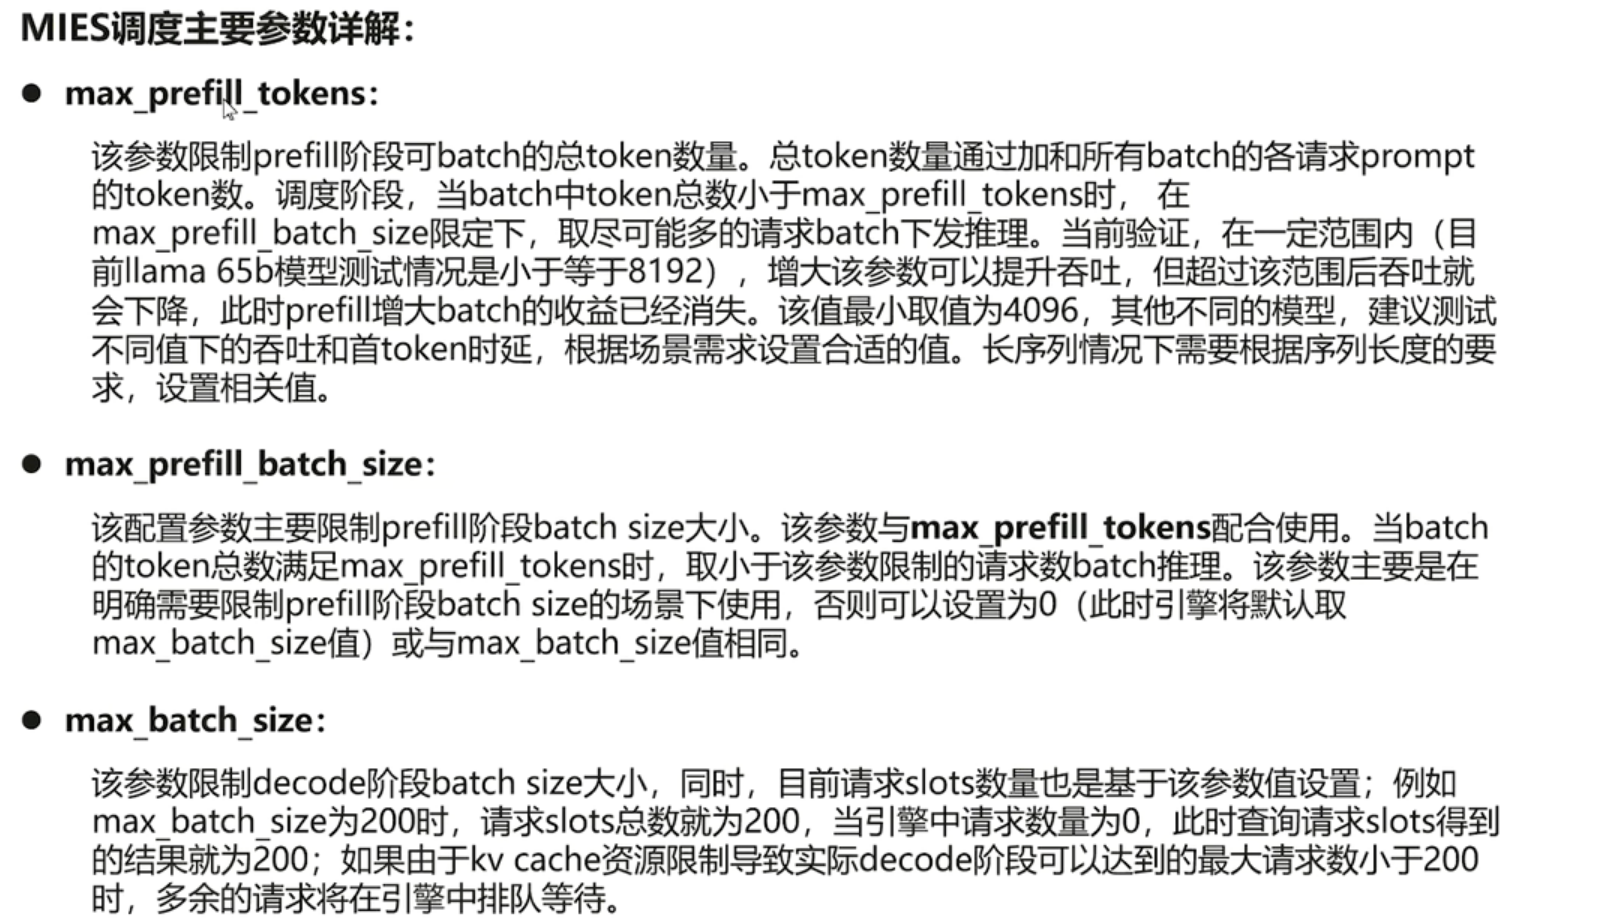 MIES调度主要参数详解：
● max_prefill_tokens：
该参数限制prefill阶段可batch的总token数量。总token数量通过加和所有batch的各请求prompt
的token数。调度阶段，当batch中token总数小于max_prefill_tokens时， 在
max_prefill_batch_size限定下，取尽可能多的请求batch下发推理。当前验证，在一定范围内（目
前llama 65b模型测试情况是小于等于8192），增大该参数可以提升吞吐，但超过该范围后吞吐就
会下降，此时prefill增大batch的收益已经消失。该值最小取值为4096，其他不同的模型，建议测试
不同值下的吞吐和首token时延，根据场景需求设置合适的值。长序列情况下需要根据序列长度的要
求，设置相关值。
● max_prefill_batch_size：
该配置参数主要限制prefill阶段batch size大小。该参数与max_prefill_tokens配合使用。当batch
的token总数满足max_prefill_tokens时，取小于该参数限制的请求数batch推理。该参数主要是在
明确需要限制prefill阶段batch size的场景下使用，否则可以设置为0（此时引擎将默认取
max_batch_size值）或与max_batch_size值相同。
● max_batch_size：
该参数限制decode阶段batch size大小，同时，目前请求slots数量也是基于该参数值设置；例如
max_batch_size为200时，请求slots总数就为200，当引擎中请求数量为0，此时查询请求slots得到
的结果就为200；如果由于kv cache资源限制导致实际decode阶段可以达到的最大请求数小于200
时，多余的请求将在引擎中排队等待。